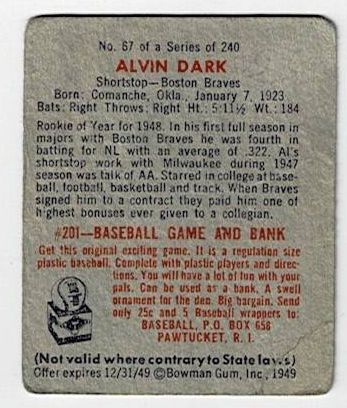 No. 67 of a Series of 240
ALVIN DARK
Shortstop—Boston Braves
Born: Comanche, Okla., January 7, 1923
Bats: Right Throws: Right Ht.: 5:11½ Wt.: 184
Rookie of Year for 1948. In his first full season in
majors with Boston Braves he was fourth in
batting for NL with an average of .322. Al's
shortstop work with Milwaukee during 1947
season was talk of AA. Starred in college at base-
ball, football, basketball and track. When Braves
signed him to a contract they paid him one of
highest bonuses ever given to a collegian.
#201—BASEBALL GAME AND BANK
Get this original exciting game. It is a regulation size
plastic baseball. Complete with plastic players and direc-
tions. You will have a lot of fun with your
pals. Can be used as a bank. A swell
ornament for the den. Big bargain. Send
only 25c and 5 Baseball wrappers to:
BASEBALL, P.O. BOX 656
PAWTUCKET, R. I.
(Not valid where contrary to State laws)
Offer expires 12/31/49 ©Bowman Gum, Inc., 1949